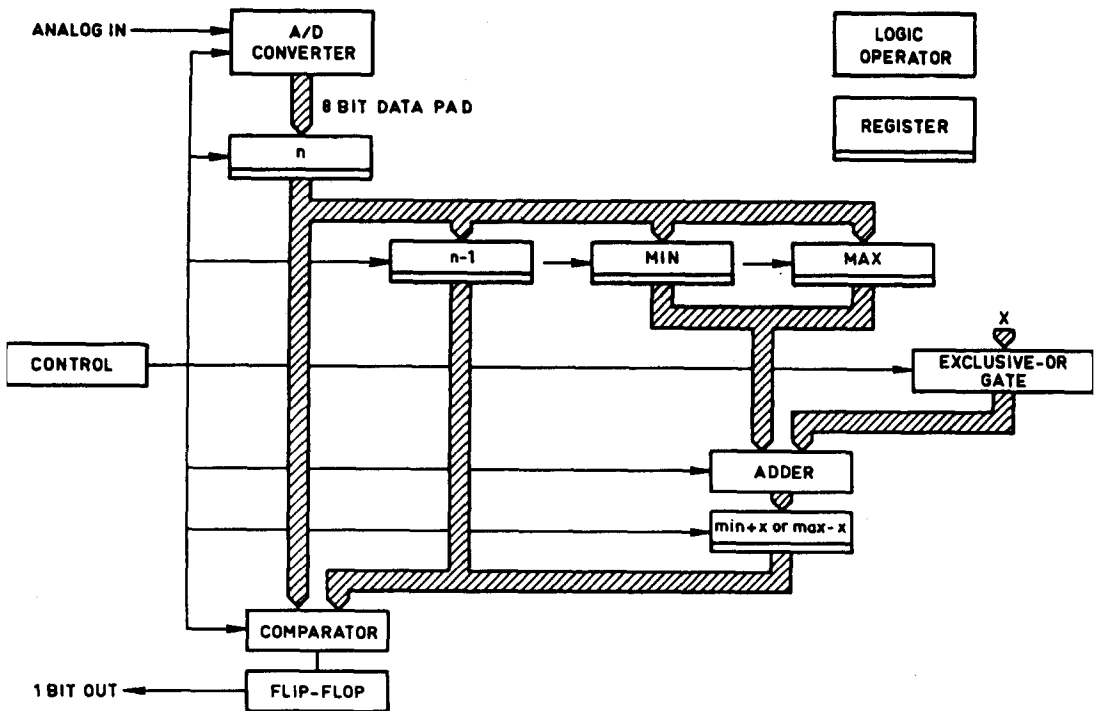 ANALOG IN
A/D
CONVERTER
LOGIC
OPERATOR
8 BIT DATA PAD
REGISTER
n
n-1
MIN
MAX
X
CONTROL
EXCLUSIVE-OR
GATE
ADDER
min+x or max-x
COMPARATOR
1 BIT OUT
FLIP-FLOP